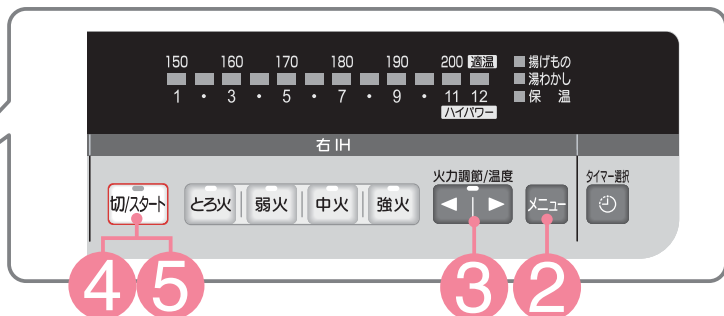 150 160 170 180 190 200 適温
揚げもの
湯わかし
1 ・ 3 ・ 5 ・ 7 ・ 9 ・ 11 12
保 温
ハイパワー
右 IH
火力調節/温度
タイマー選択
切/スタート
とろ火
弱火
中火
強火
メニュー
4 5 3 2